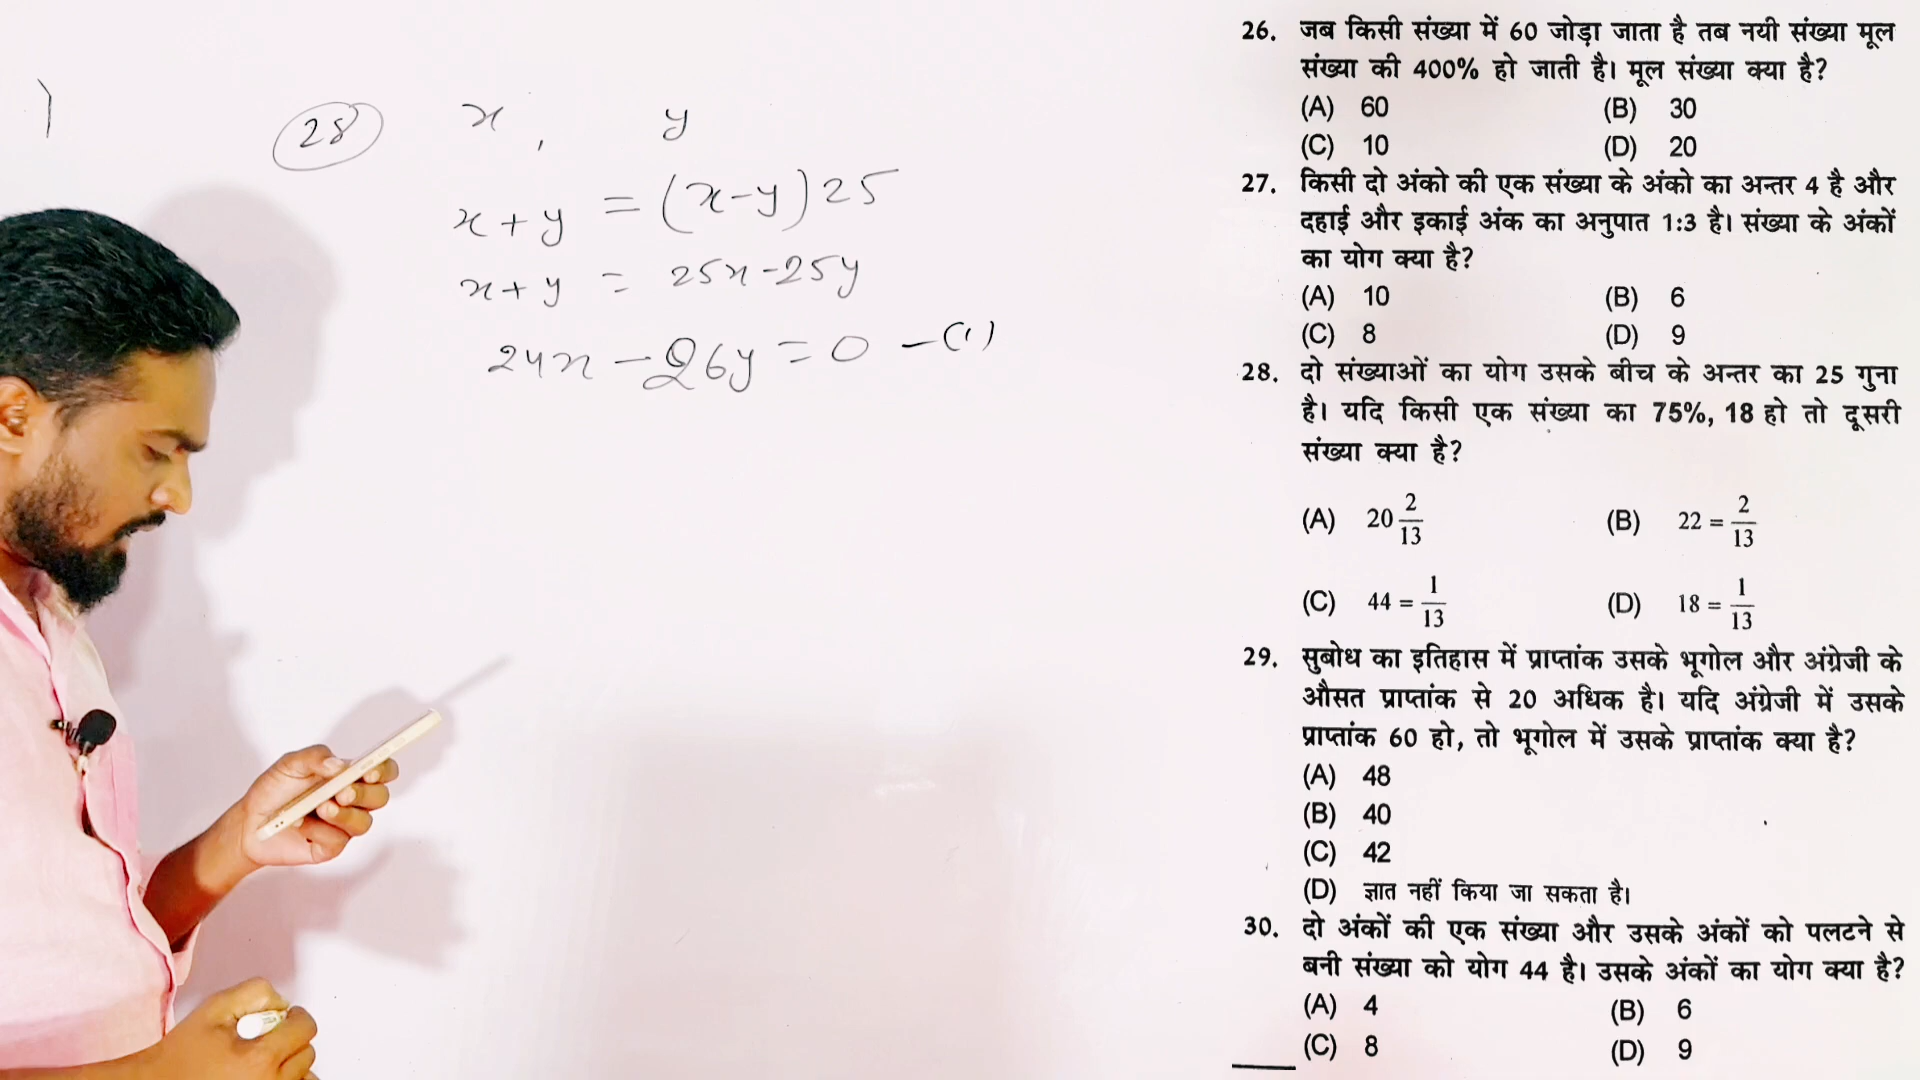 28 x , y
x + y = (x-y) 25
x + y = 25x - 25y
24x - 26y = 0 - (1)
26. जब किसी संख्या में 60 जोड़ा जाता है तब नयी संख्या मूल
संख्या की 400% हो जाती है। मूल संख्या क्या है?
(A) 60 (B) 30
(C) 10 (D) 20
27. किसी दो अंको की एक संख्या के अंको का अन्तर 4 है और
दहाई और इकाई अंक का अनुपात 1:3 है। संख्या के अंकों
का योग क्या है?
(A) 10 (B) 6
(C) 8 (D) 9
28. दो संख्याओं का योग उसके बीच के अन्तर का 25 गुना
है। यदि किसी एक संख्या का 75%, 18 हो तो दूसरी
संख्या क्या है?
(A) 20 2/13 (B) 22 = 2/13
(C) 44 = 1/13 (D) 18 = 1/13
29. सुबोध का इतिहास में प्राप्तांक उसके भूगोल और अंग्रेजी के
औसत प्राप्तांक से 20 अधिक है। यदि अंग्रेजी में उसके
प्राप्तांक 60 हो, तो भूगोल में उसके प्राप्तांक क्या है?
(A) 48
(B) 40
(C) 42
(D) ज्ञात नहीं किया जा सकता है।
30. दो अंकों की एक संख्या और उसके अंकों को पलटने से
बनी संख्या को योग 44 है। उसके अंकों का योग क्या है?
(A) 4 (B) 6
(C) 8 (D) 9